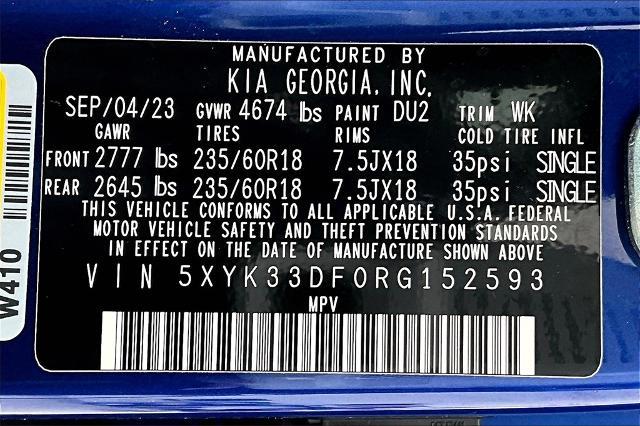 MANUFACTURED BY
KIA GEORGIA, INC.
SEP/04/23 GVWR 4674 lbs PAINT DU2 TRIM WK
GAWR TIRES RIMS COLD TIRE INFL
FRONT 2777 lbs 235/60R18 7.5JX18 35psi SINGLE
REAR 2645 lbs 235/60R18 7.5JX18 35psi SINGLE
THIS VEHICLE CONFORMS TO ALL APPLICABLE U.S.A. FEDERAL
MOTOR VEHICLE SAFETY AND THEFT PREVENTION STANDARDS
IN EFFECT ON THE DATE OF MANUFACTURE SHOWN ABOVE
VIN 5XYK33DF0RG152593
MPV
W410